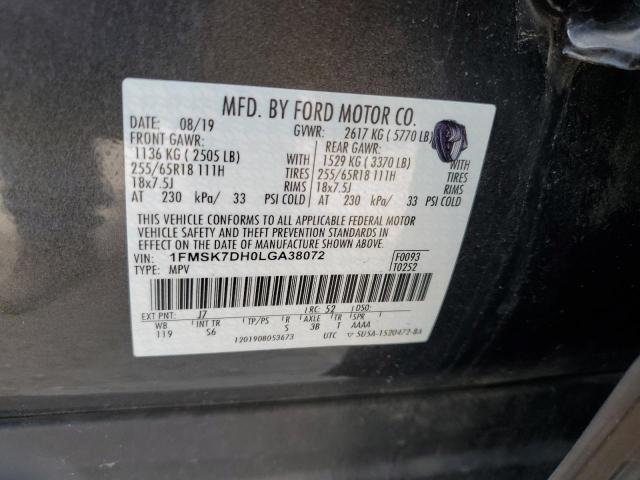 MFD. BY FORD MOTOR CO.
DATE: 08/19 GVWR: 2617 KG ( 5770 LB)
FRONT GAWR: REAR GAWR:
1136 KG ( 2505 LB) WITH 1529 KG ( 3370 LB) WITH
255/65R18 111H TIRES 255/65R18 111H TIRES
18x7.5J RIMS 18x7.5J RIMS
AT 230 kPa/ 33 PSI COLD AT 230 kPa/ 33 PSI COLD
THIS VEHICLE CONFORMS TO ALL APPLICABLE FEDERAL MOTOR
VEHICLE SAFETY AND THEFT PREVENTION STANDARDS
IN EFFECT ON THE DATE OF MANUFACTURE SHOWN ABOVE.
VIN: 1FMSK7DH0LGA38072 F0093
TYPE: MPV T0252
EXT PNT: J7 RC: 52 DSO:
WB INT TR TP/PS R AXLE TR SPR
119 S6 S 3B T AAAA
1201908053673 UTC 5U5A-1520472-BA